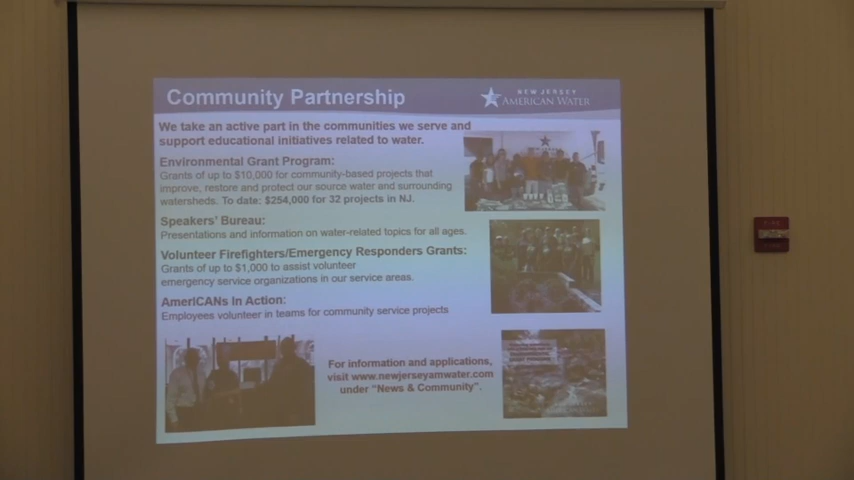 Community Partnership
NEW JERSEY
AMERICAN WATER
We take an active part in the communities we serve and
support educational initiatives related to water.
Environmental Grant Program:
Grants of up to $10,000 for community-based projects that
improve, restore and protect our source water and surrounding
watersheds. To date: $254,000 for 32 projects in NJ.
Speakers' Bureau:
Presentations and information on water-related topics for all ages.
Volunteer Firefighters/Emergency Responders Grants:
Grants of up to $1,000 to assist volunteer
emergency service organizations in our service areas.
AmeriCANs in Action:
Employees volunteer in teams for community service projects
For information and applications,
visit www.newjerseyamwater.com
under "News & Community".
FIRE